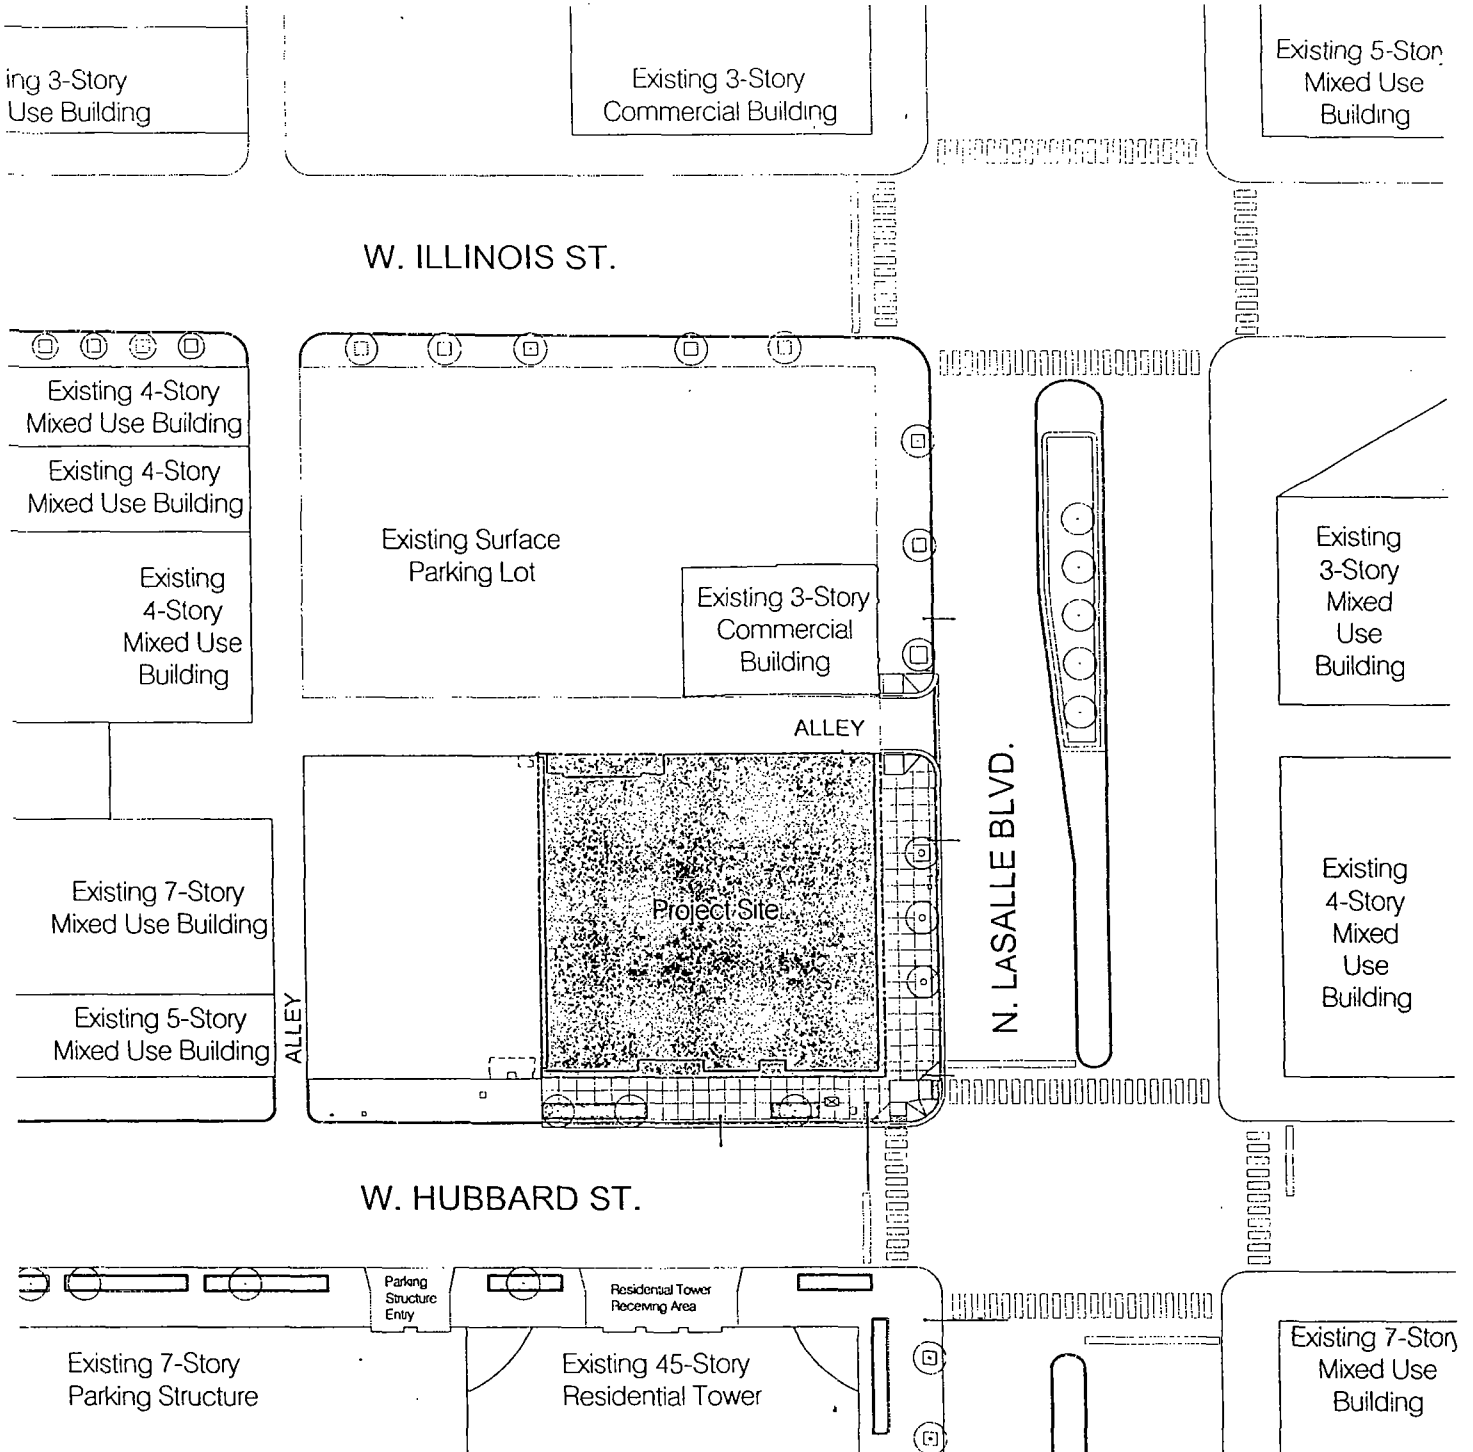 ing 3-Story
Use Building
Existing 3-Story
Commercial Building
Existing 5-Stor
Mixed Use
Building
W. ILLINOIS ST.
Existing 4-Story
Mixed Use Building
Existing 4-Story
Mixed Use Building
Existing
4-Story
Mixed Use
Building
Existing Surface
Parking Lot
Existing 3-Story
Commercial
Building
Existing
3-Story
Mixed
Use
Building
ALLEY
N. LASALLE BLVD.
Project Site
Existing 7-Story
Mixed Use Building
Existing
4-Story
Mixed
Use
Building
Existing 5-Story
Mixed Use Building
ALLEY
W. HUBBARD ST.
Parking
Structure
Entry
Residential Tower
Receiving Area
Existing 7-Story
Parking Structure
Existing 45-Story
Residential Tower
Existing 7-Story
Mixed Use
Building